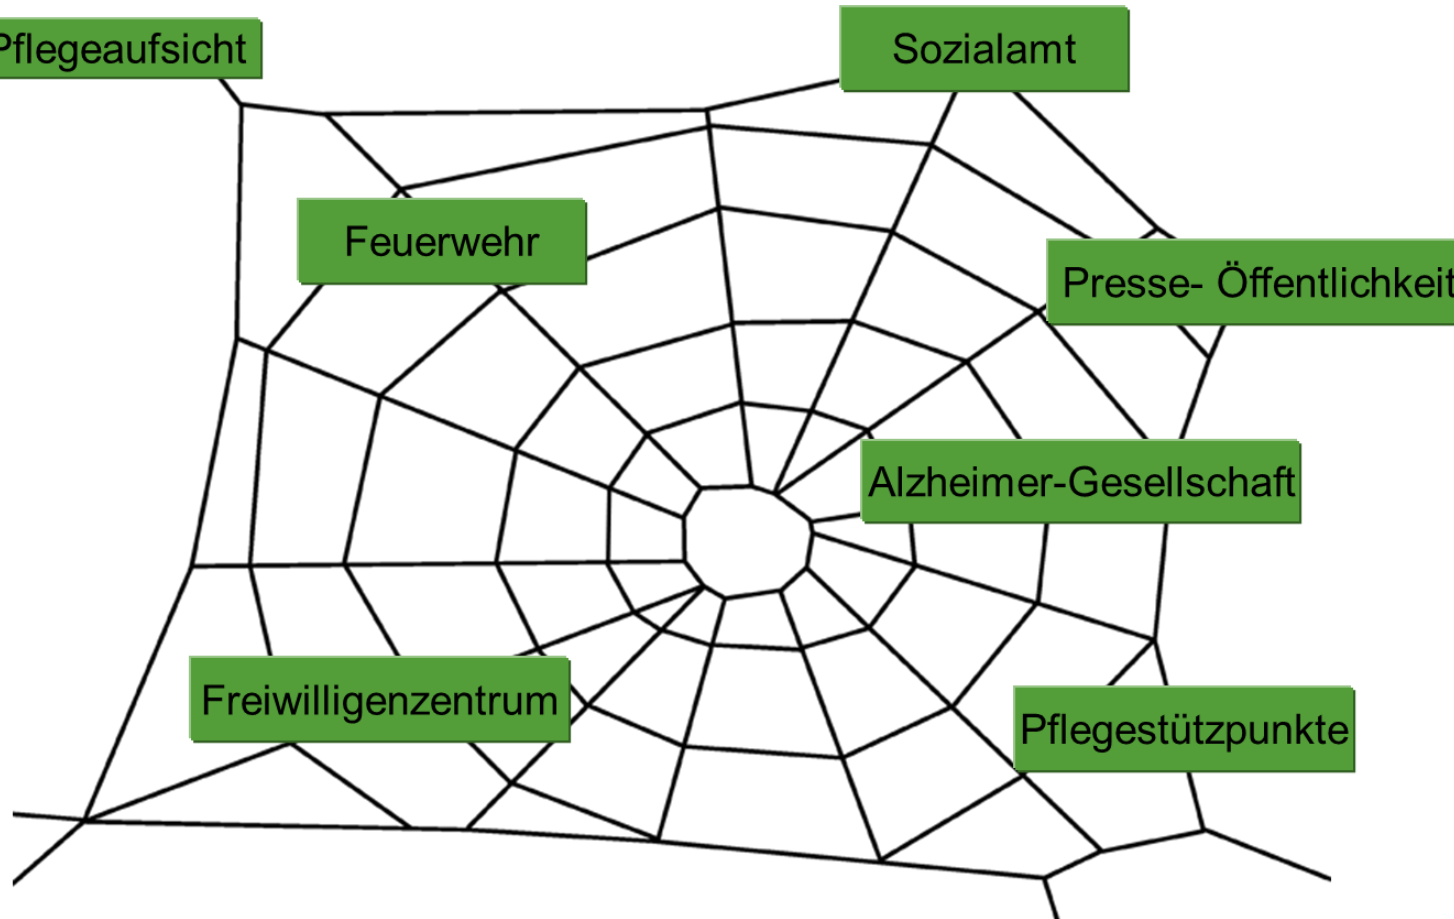 Pflegeaufsicht
Sozialamt
Feuerwehr
Presse- Öffentlichkeit
Alzheimer-Gesellschaft
Freiwilligenzentrum
Pflegestützpunkte